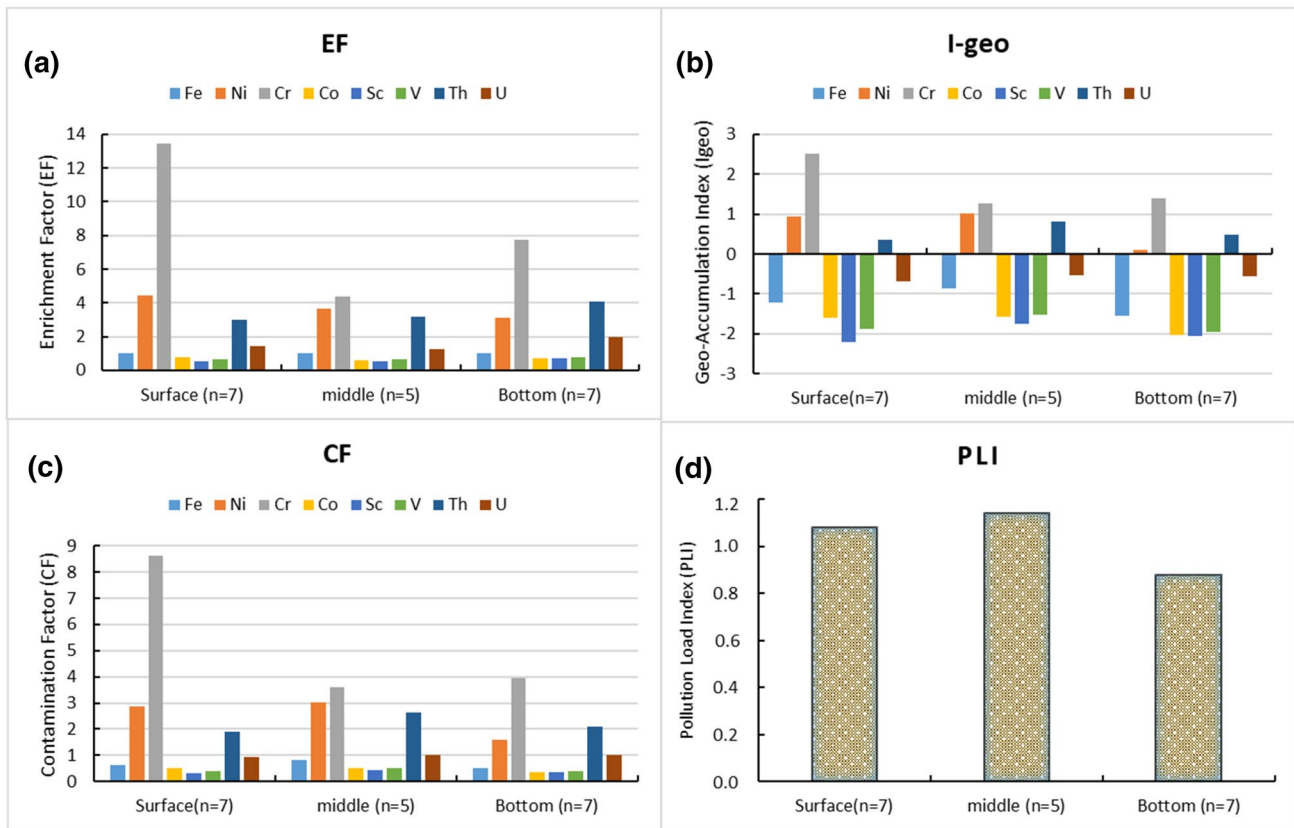 (a)
EF
Fe Ni Cr Co Sc V Th U
Enrichment Factor (EF)
14
12
10
8
6
4
2
0
Surface (n=7) middle (n=5) Bottom (n=7)
(b)
I-geo
Fe Ni Cr Co Sc V Th U
Geo-Accumulation Index (Igeo)
3
2
1
0
-1
-2
-3
Surface(n=7) middle (n=5) Bottom (n=7)
(c)
CF
Fe Ni Cr Co Sc V Th U
Contamination Factor (CF)
9
8
7
6
5
4
3
2
1
0
Surface(n=7) middle (n=5) Bottom (n=7)
(d)
PLI
Pollution Load Index (PLI)
1.2
1.0
0.8
0.6
0.4
0.2
0.0
Surface(n=7) middle (n=5) Bottom (n=7)